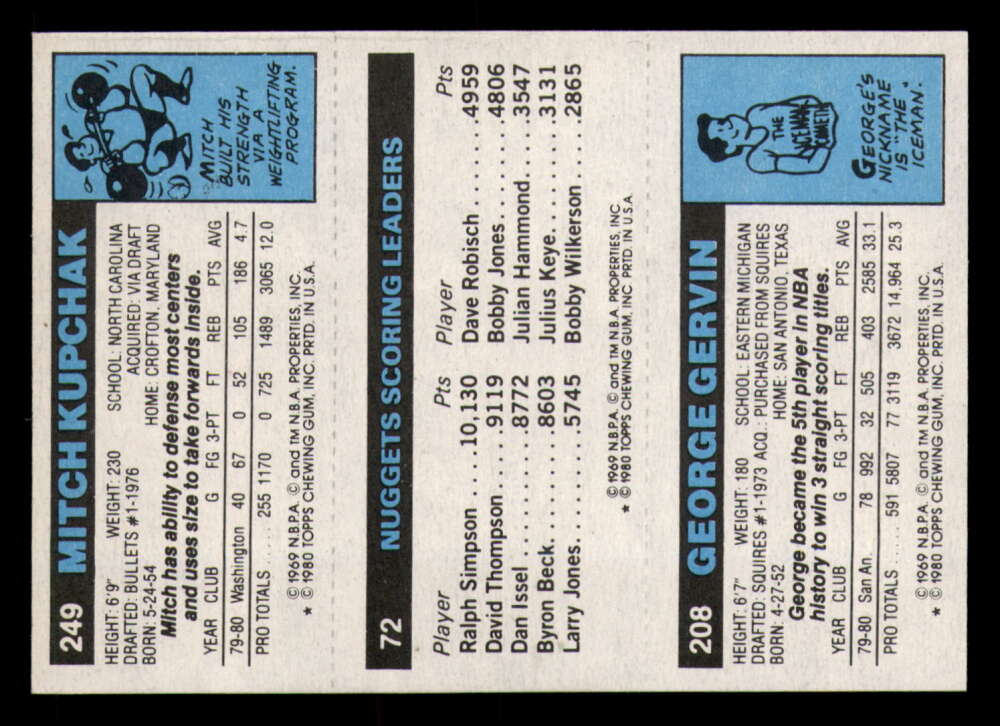 249 MITCH KUPCHAK
HEIGHT: 6'9" WEIGHT: 230 SCHOOL: NORTH CAROLINA
DRAFTED: BULLETS #1-1976 ACQUIRED: VIA DRAFT
BORN: 5-24-54 HOME: CROFTON, MARYLAND
Mitch has ability to defense most centers
and uses size to take forwards inside.
YEAR CLUB G FG 3-PT FT REB PTS AVG
79-80 Washington 40 67 0 52 105 186 4.7
PRO TOTALS..... 255 1170 0 725 1489 3065 12.0
© 1969 N.B.P.A. © and TM N.B.A. PROPERTIES, INC.
* © 1980 TOPPS CHEWING GUM, INC. PRTD. IN U.S.A.
MITCH
BUILT HIS
STRENGTH
VIA A
WEIGHTLIFTING
PROGRAM.
72 NUGGETS SCORING LEADERS
Player Pts Player Pts
Ralph Simpson....10,130 Dave Robisch.......4959
David Thompson...9119 Bobby Jones........4806
Dan Issel..........8772 Julian Hammond....3547
Byron Beck.........8603 Julius Keye.........3131
Larry Jones.........5745 Bobby Wilkerson....2865
© 1969 N.B.P.A. © and TM N.B.A. PROPERTIES, INC.
* © 1980 TOPPS CHEWING GUM, INC. PRTD. IN U.S.A.
208 GEORGE GERVIN
HEIGHT: 6'7" WEIGHT: 180 SCHOOL: EASTERN MICHIGAN
DRAFTED: SQUIRES #1-1973 ACQ.: PURCHASED FROM SQUIRES
BORN: 4-27-52 HOME: SAN ANTONIO, TEXAS
George became the 5th player in NBA
history to win 3 straight scoring titles.
YEAR CLUB G FG 3-PT FT REB PTS AVG
79-80 San An. 78 992 32 505 403 2585 33.1
PRO TOTALS...... 591 5807 77 3119 3672 14,964 25.3
© 1969 N.B.P.A. © and TM N.B.A. PROPERTIES, INC.
* © 1980 TOPPS CHEWING GUM, INC. PRTD. IN U.S.A.
THE
ICEMAN
COMETH
GEORGE'S
NICKNAME
IS "THE
ICEMAN."